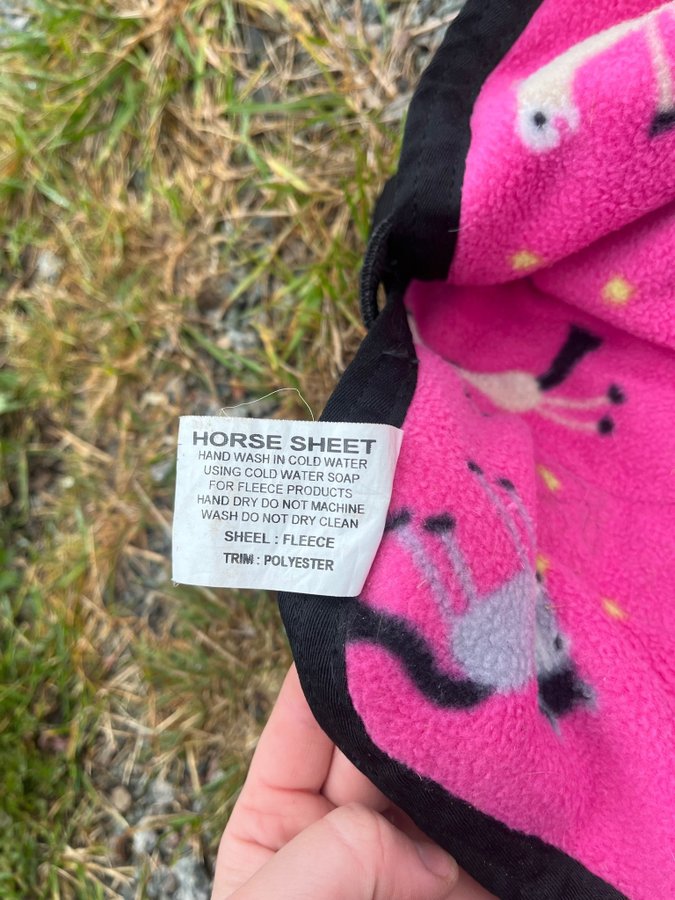 HORSE SHEET
HAND WASH IN COLD WATER
USING COLD WATER SOAP
FOR FLEECE PRODUCTS
HAND DRY DO NOT MACHINE
WASH DO NOT DRY CLEAN
SHEEL : FLEECE
TRIM : POLYESTER